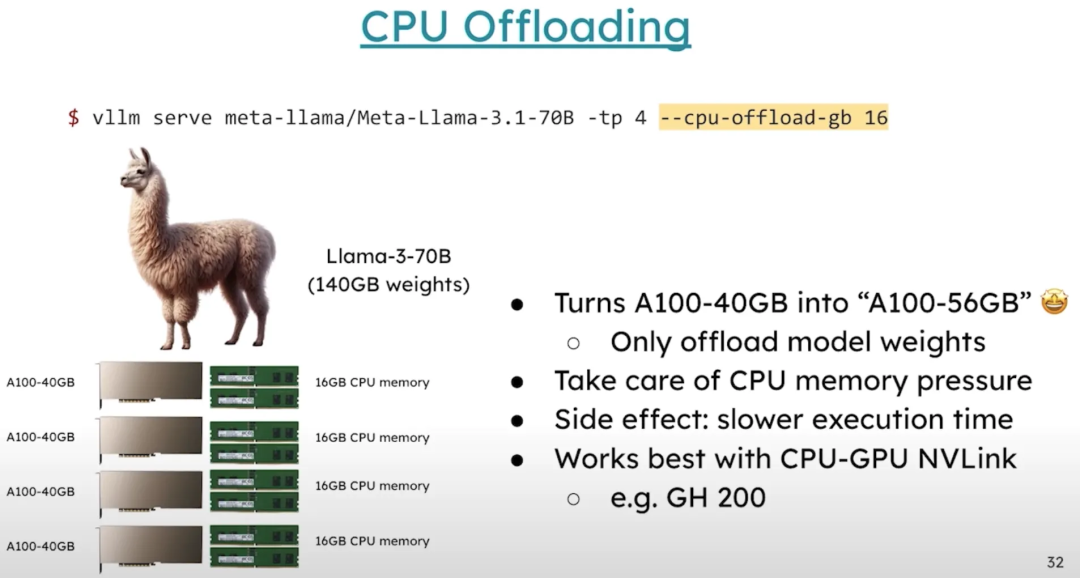 CPU Offloading
$ vllm serve meta-llama/Meta-Llama-3.1-70B -tp 4 --cpu-offload-gb 16
Llama-3-70B
(140GB weights)
A100-40GB
16GB CPU memory
A100-40GB
16GB CPU memory
A100-40GB
16GB CPU memory
A100-40GB
16GB CPU memory
● Turns A100-40GB into “A100-56GB” 🤩
○ Only offload model weights
● Take care of CPU memory pressure
● Side effect: slower execution time
● Works best with CPU-GPU NVLink
○ e.g. GH 200
32